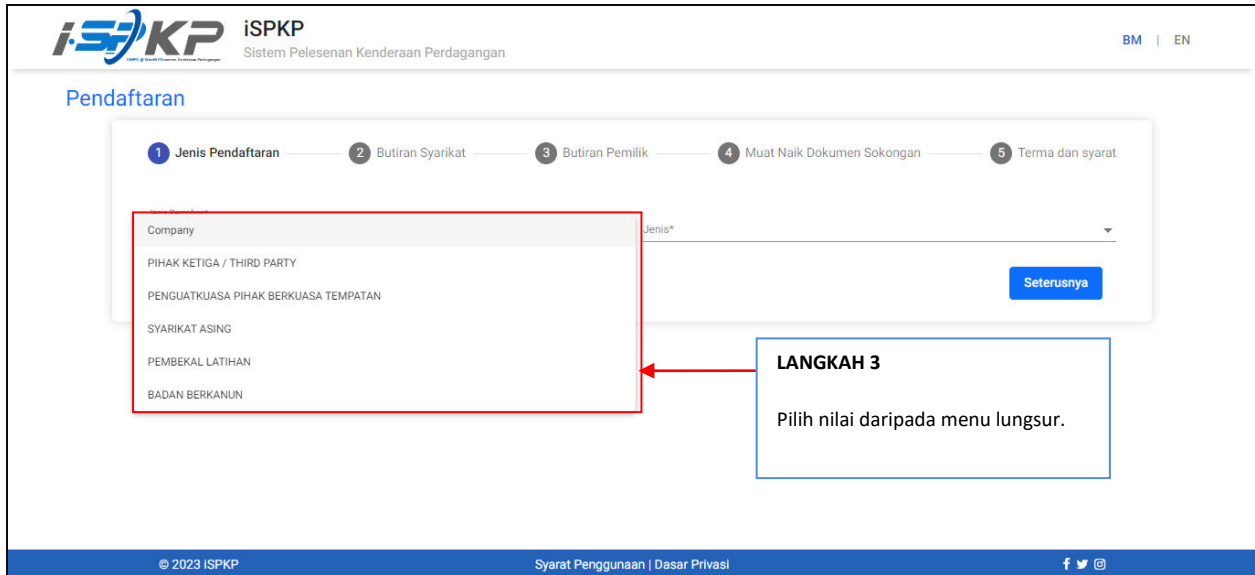 iSPKP
iSPKP
Sistem Pelesenan Kenderaan Perdagangan
BM | EN
Pendaftaran
1 Jenis Pendaftaran
2 Butiran Syarikat
3 Butiran Pemilik
4 Muat Naik Dokumen Sokongan
5 Terma dan syarat
Company
Jenis*
PIHAK KETIGA / THIRD PARTY
PENGUATKUASA PIHAK BERKUASA TEMPATAN
SYARIKAT ASING
PEMBEKAL LATIHAN
BADAN BERKANUN
Seterusnya
LANGKAH 3
Pilih nilai daripada menu lungsur.
© 2023 iSPKP
Syarat Penggunaan | Dasar Privasi